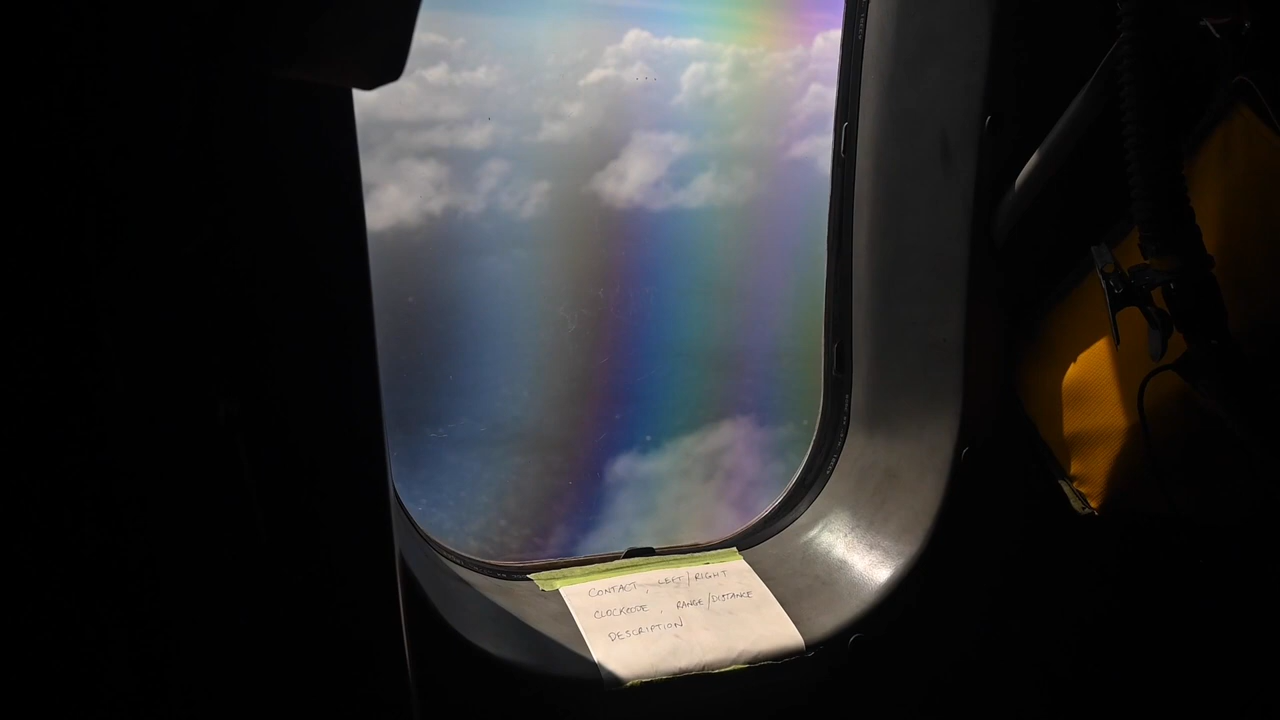 CONTACT, LEFT/RIGHT
CLOCKCODE, RANGE/DISTANCE
DESCRIPTION